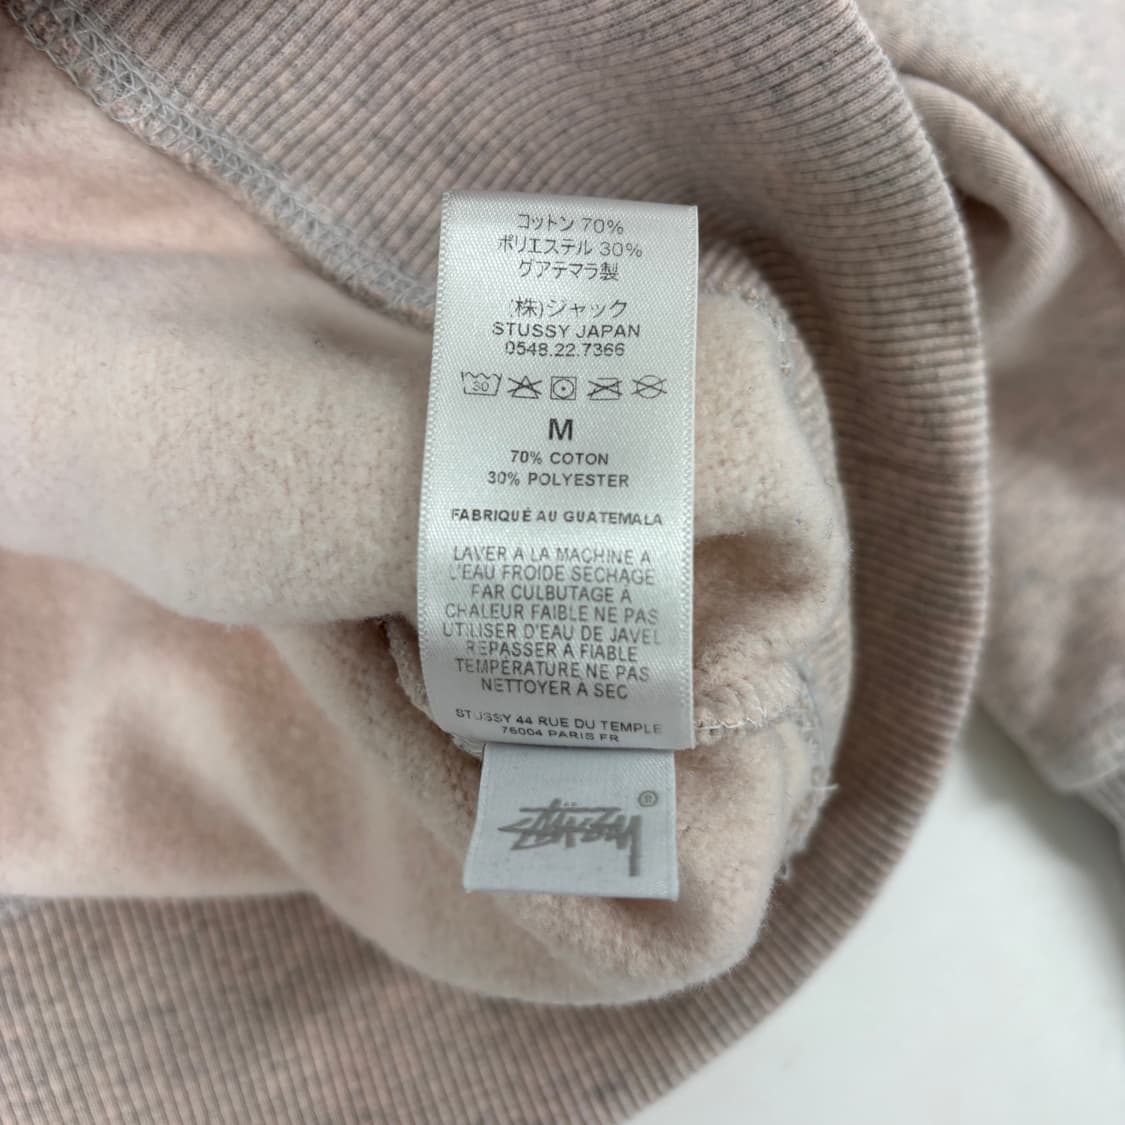 コットン 70%
ポリエステル 30%
グアテマラ製
(株)ジャック
STUSSY JAPAN
0548.22.7366
30
M
70% COTON
30% POLYESTER
FABRIQUÉ AU GUATEMALA
LAVER A LA MACHINE A
L'EAU FROIDE SECHAGE
PAR CULBUTAGE À
CHALEUR FAIBLE NE PAS
UTILISER D'EAU DE JAVEL
REPASSER A FIABLE
TEMPERATURE NE PAS
NETTOYER A SEC
STUSSY 44 RUE DU TEMPLE
75004 PARIS FR
STÜSSY ®